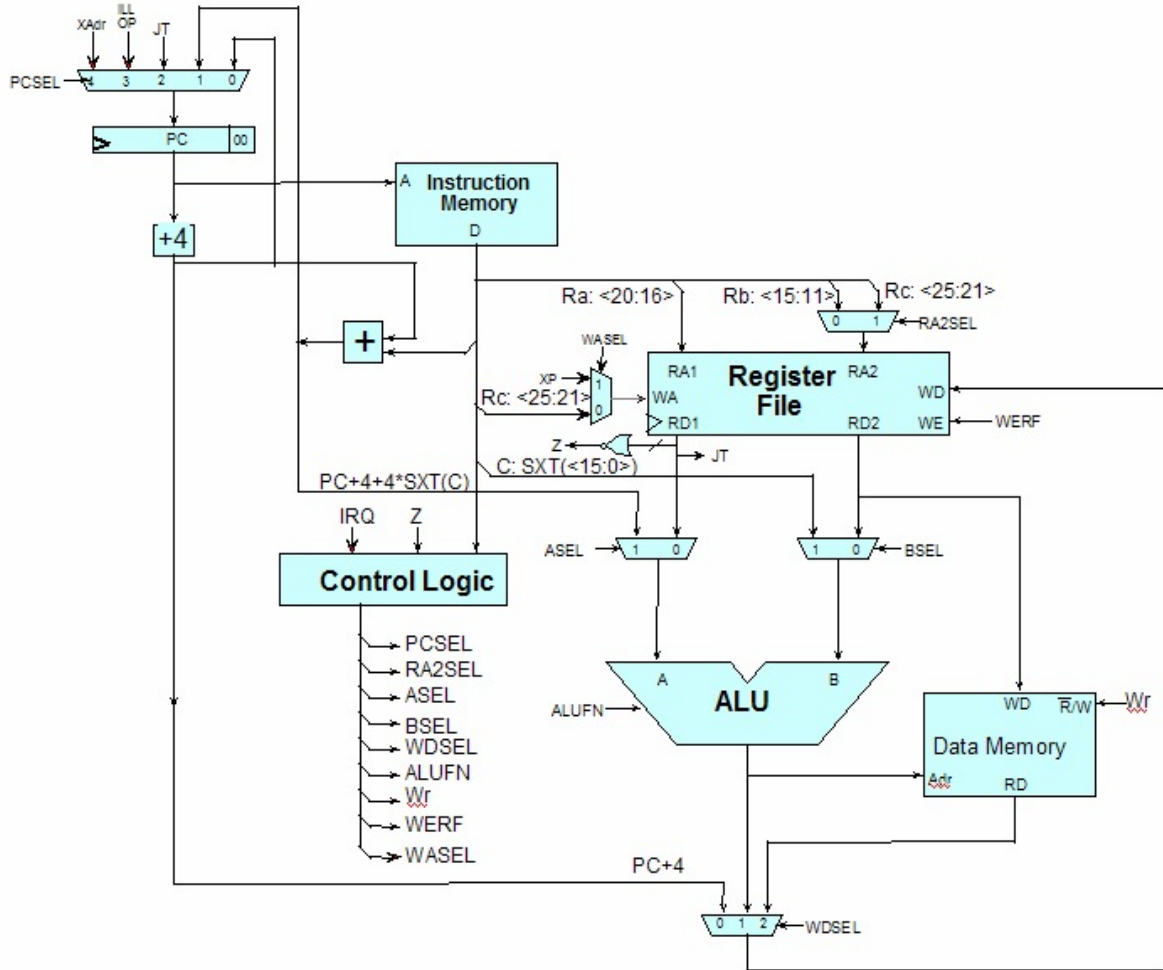 ILL
XAdr OP JT
PCSEL 4 3 2 1 0
PC 00
A Instruction
Memory
D
+4
Ra: <20:16> Rb: <15:11> Rc: <25:21>
0 1 RA2SEL
+
WASEL
XP 1
Rc: <25:21> 0
RA1 Register RA2
File
WA WD
RD1 RD2 WE WERF
Z JT
C: SXT(<15:0>)
PC+4+4*SXT(C)
IRQ Z
ASEL 1 0 1 0 BSEL
Control Logic
PCSEL
RA2SEL
ASEL
BSEL
WDSEL
ALUFN
Wr
WERF
WASEL
A ALU B
ALUFN
WD R/W Wr
Data Memory
Adr RD
PC+4
0 1 2 WDSEL